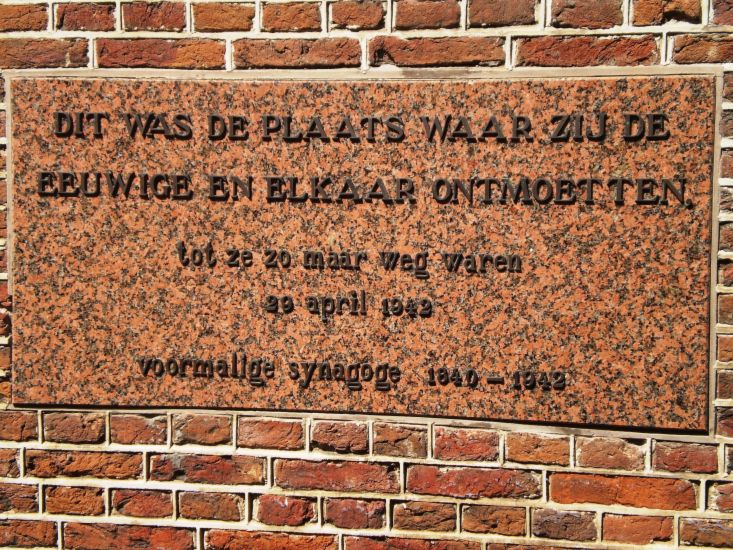 DIT WAS DE PLAATS WAAR ZIJ DE
EEUWIGE EN ELKAAR ONTMOETTEN.
tot ze zo maar weg waren
29 april 1942
voormalige synagoge 1840 – 1942